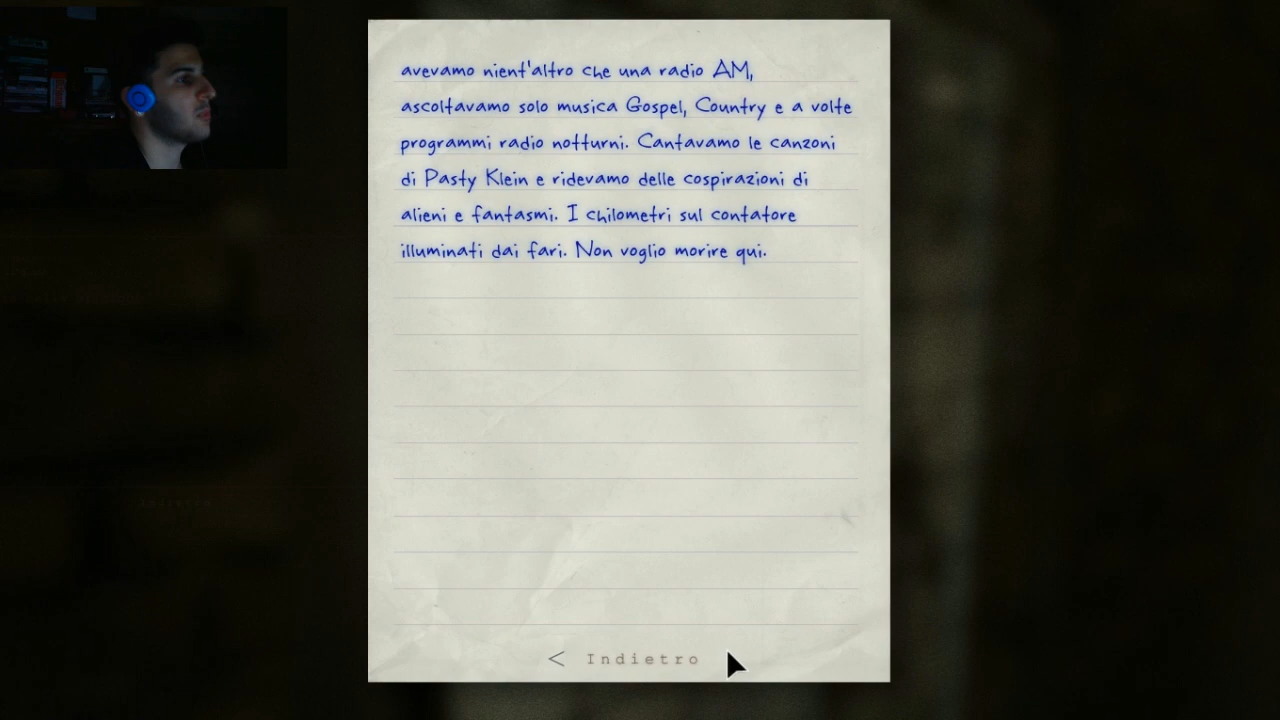 avevamo nient'altro che una radio AM,
ascoltavamo solo musica Gospel, Country e a volte
programmi radio notturni. Cantavamo le canzoni
di Pasty Klein e ridevamo delle cospirazioni di
alieni e fantasmi. I chilometri sul contatore
illuminati dai fari. Non voglio morire qui.
< Indietro